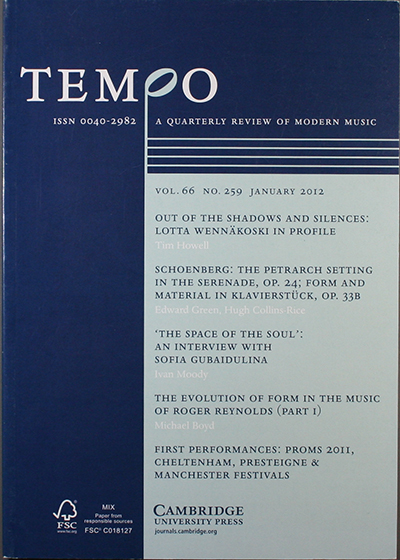 TEMPO
ISSN 0040-2982 A QUARTERLY REVIEW OF MODERN MUSIC
VOL. 66 NO. 259 JANUARY 2012
OUT OF THE SHADOWS AND SILENCES:
LOTTA WENNÄKOSKI IN PROFILE
Tim Howell
SCHOENBERG: THE PETRARCH SETTING
IN THE SERENADE, OP. 24; FORM AND
MATERIAL IN KLAVIERSTÜCK, OP. 33B
Edward Green, Hugh Collins-Rice
‘THE SPACE OF THE SOUL’:
AN INTERVIEW WITH
SOFIA GUBAIDULINA
Ivan Moody
THE EVOLUTION OF FORM IN THE MUSIC
OF ROGER REYNOLDS (PART I)
Michael Boyd
FIRST PERFORMANCES: PROMS 2011,
CHELTENHAM, PRESTEIGNE &
MANCHESTER FESTIVALS
FSC
www.fsc.org
MIX
Paper from
responsible sources
FSC® C018127
CAMBRIDGE
UNIVERSITY PRESS
journals.cambridge.org